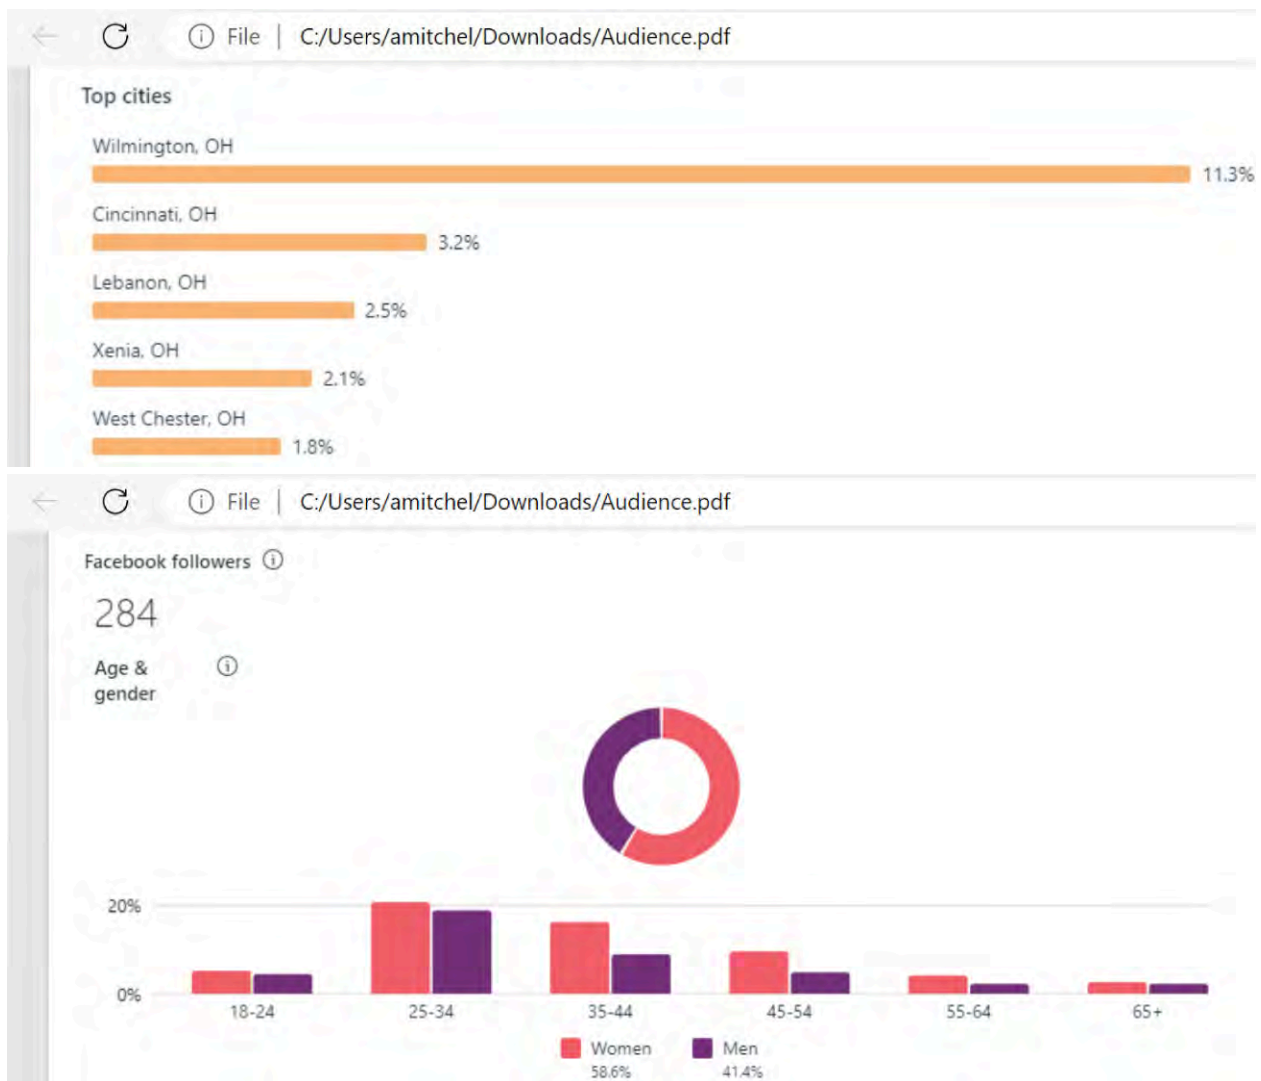 File | C:/Users/amitchel/Downloads/Audience.pdf
Top cities
Wilmington, OH
11.3%
Cincinnati, OH
3.2%
Lebanon, OH
2.5%
Xenia, OH
2.1%
West Chester, OH
1.8%
File | C:/Users/amitchel/Downloads/Audience.pdf
Facebook followers
284
Age &
gender
20%
0%
18-24 25-34 35-44 45-54 55-64 65+
Women Men
58.6% 41.4%